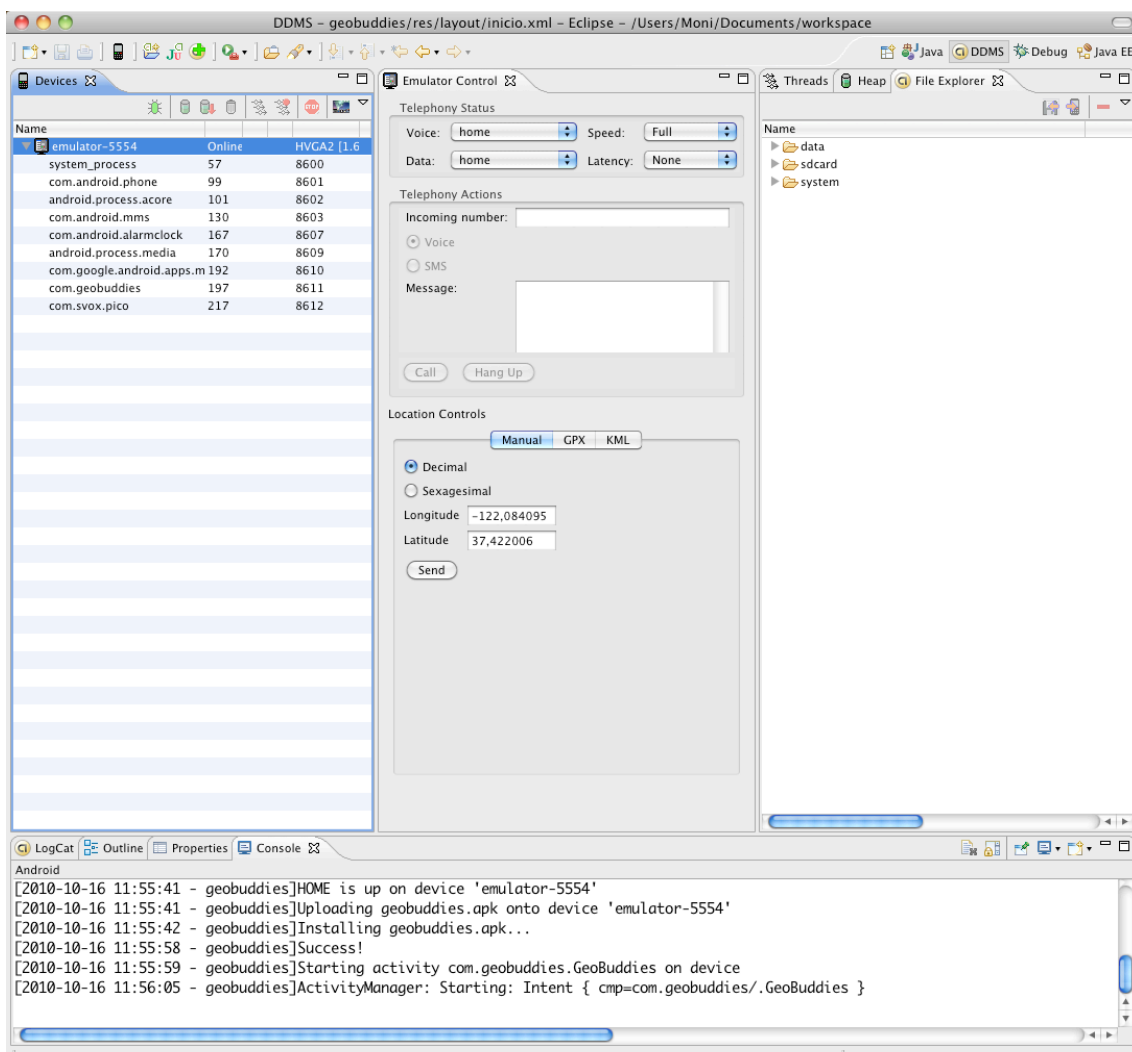 DDMS – geobuddies/res/layout/inicio.xml – Eclipse – /Users/Moni/Documents/workspace
Java DDMS Debug Java EE
Devices
Name
emulator-5554 Online HVGA2 [1.6
system_process 57 8600
com.android.phone 99 8601
android.process.acore 101 8602
com.android.mms 130 8603
com.android.alarmclock 167 8607
android.process.media 170 8609
com.google.android.apps.m 192 8610
com.geobuddies 197 8611
com.svox.pico 217 8612
Emulator Control
Telephony Status
Voice: home Speed: Full
Data: home Latency: None
Telephony Actions
Incoming number:
Voice
SMS
Message:
Call Hang Up
Location Controls
Manual GPX KML
Decimal
Sexagesimal
Longitude -122,084095
Latitude 37,422006
Send
Threads Heap File Explorer
Name
data
sdcard
system
LogCat Outline Properties Console
Android
[2010-10-16 11:55:41 - geobuddies]HOME is up on device 'emulator-5554'
[2010-10-16 11:55:41 - geobuddies]Uploading geobuddies.apk onto device 'emulator-5554'
[2010-10-16 11:55:42 - geobuddies]Installing geobuddies.apk...
[2010-10-16 11:55:58 - geobuddies]Success!
[2010-10-16 11:55:59 - geobuddies]Starting activity com.geobuddies.GeoBuddies on device
[2010-10-16 11:56:05 - geobuddies]ActivityManager: Starting: Intent { cmp=com.geobuddies/.GeoBuddies }